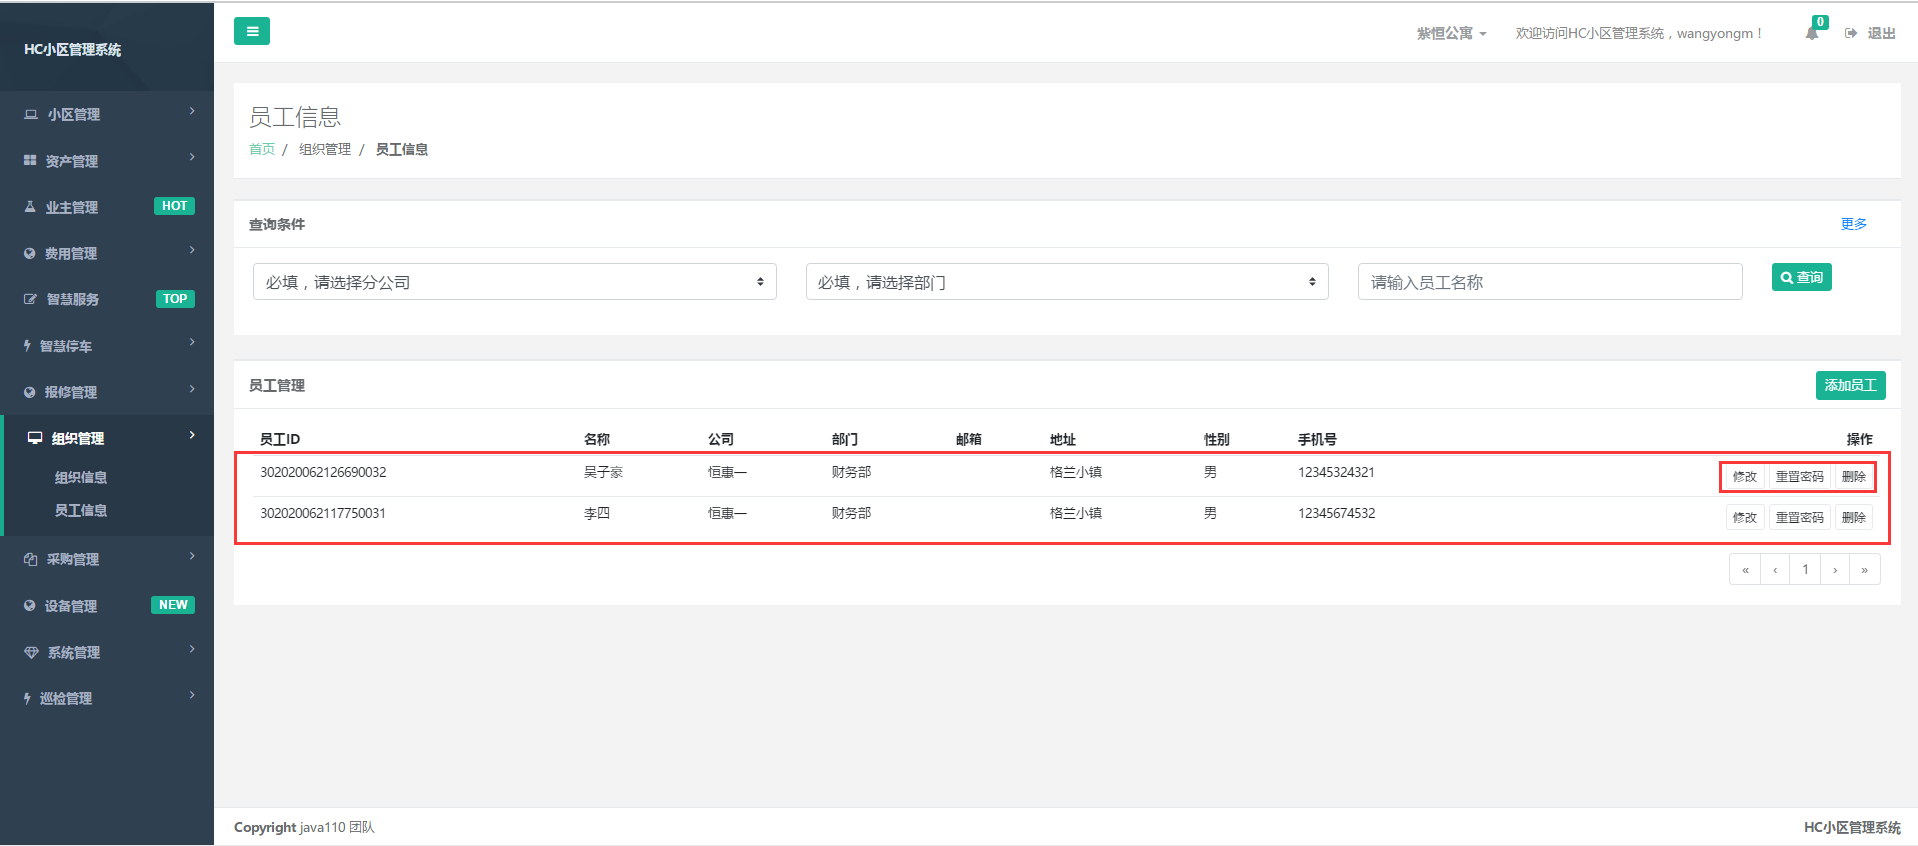 HC小区管理系统
紫恒公寓
欢迎访问HC小区管理系统，wangyongm！
0
退出
小区管理
资产管理
业主管理 HOT
费用管理
智慧服务 TOP
智慧停车
报修管理
组织管理
组织信息
员工信息
采购管理
设备管理 NEW
系统管理
巡检管理
员工信息
首页 / 组织管理 / 员工信息
查询条件 更多
必填，请选择分公司 必填，请选择部门 请输入员工名称 查询
员工管理 添加员工
员工ID 名称 公司 部门 邮箱 地址 性别 手机号 操作
302020062126690032 吴子豪 恒惠一 财务部 格兰小镇 男 12345324321 修改 重置密码 删除
302020062117750031 李四 恒惠一 财务部 格兰小镇 男 12345674532 修改 重置密码 删除
« ‹ 1 › »
Copyright java110 团队 HC小区管理系统